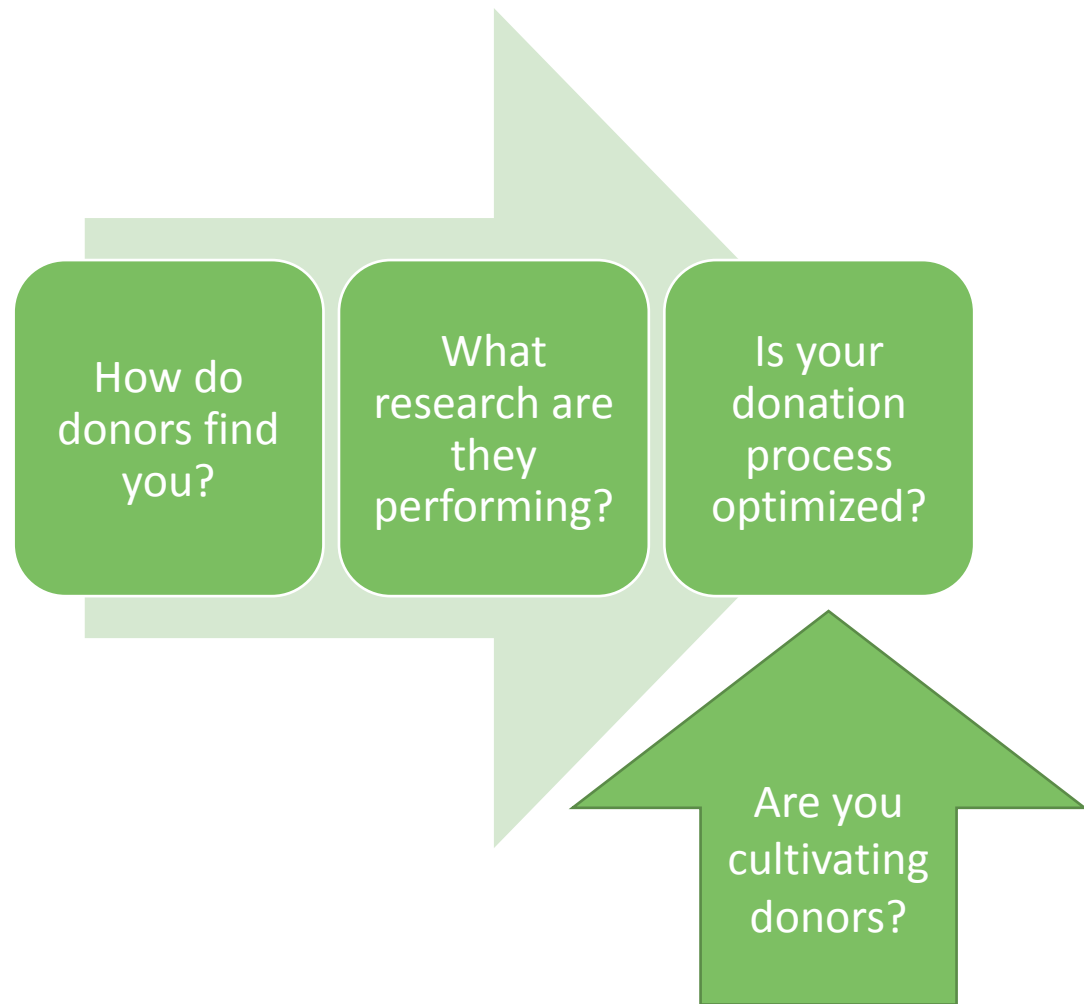 How do
donors find
you?
What
research are
they
performing?
Is your
donation
process
optimized?
Are you
cultivating
donors?